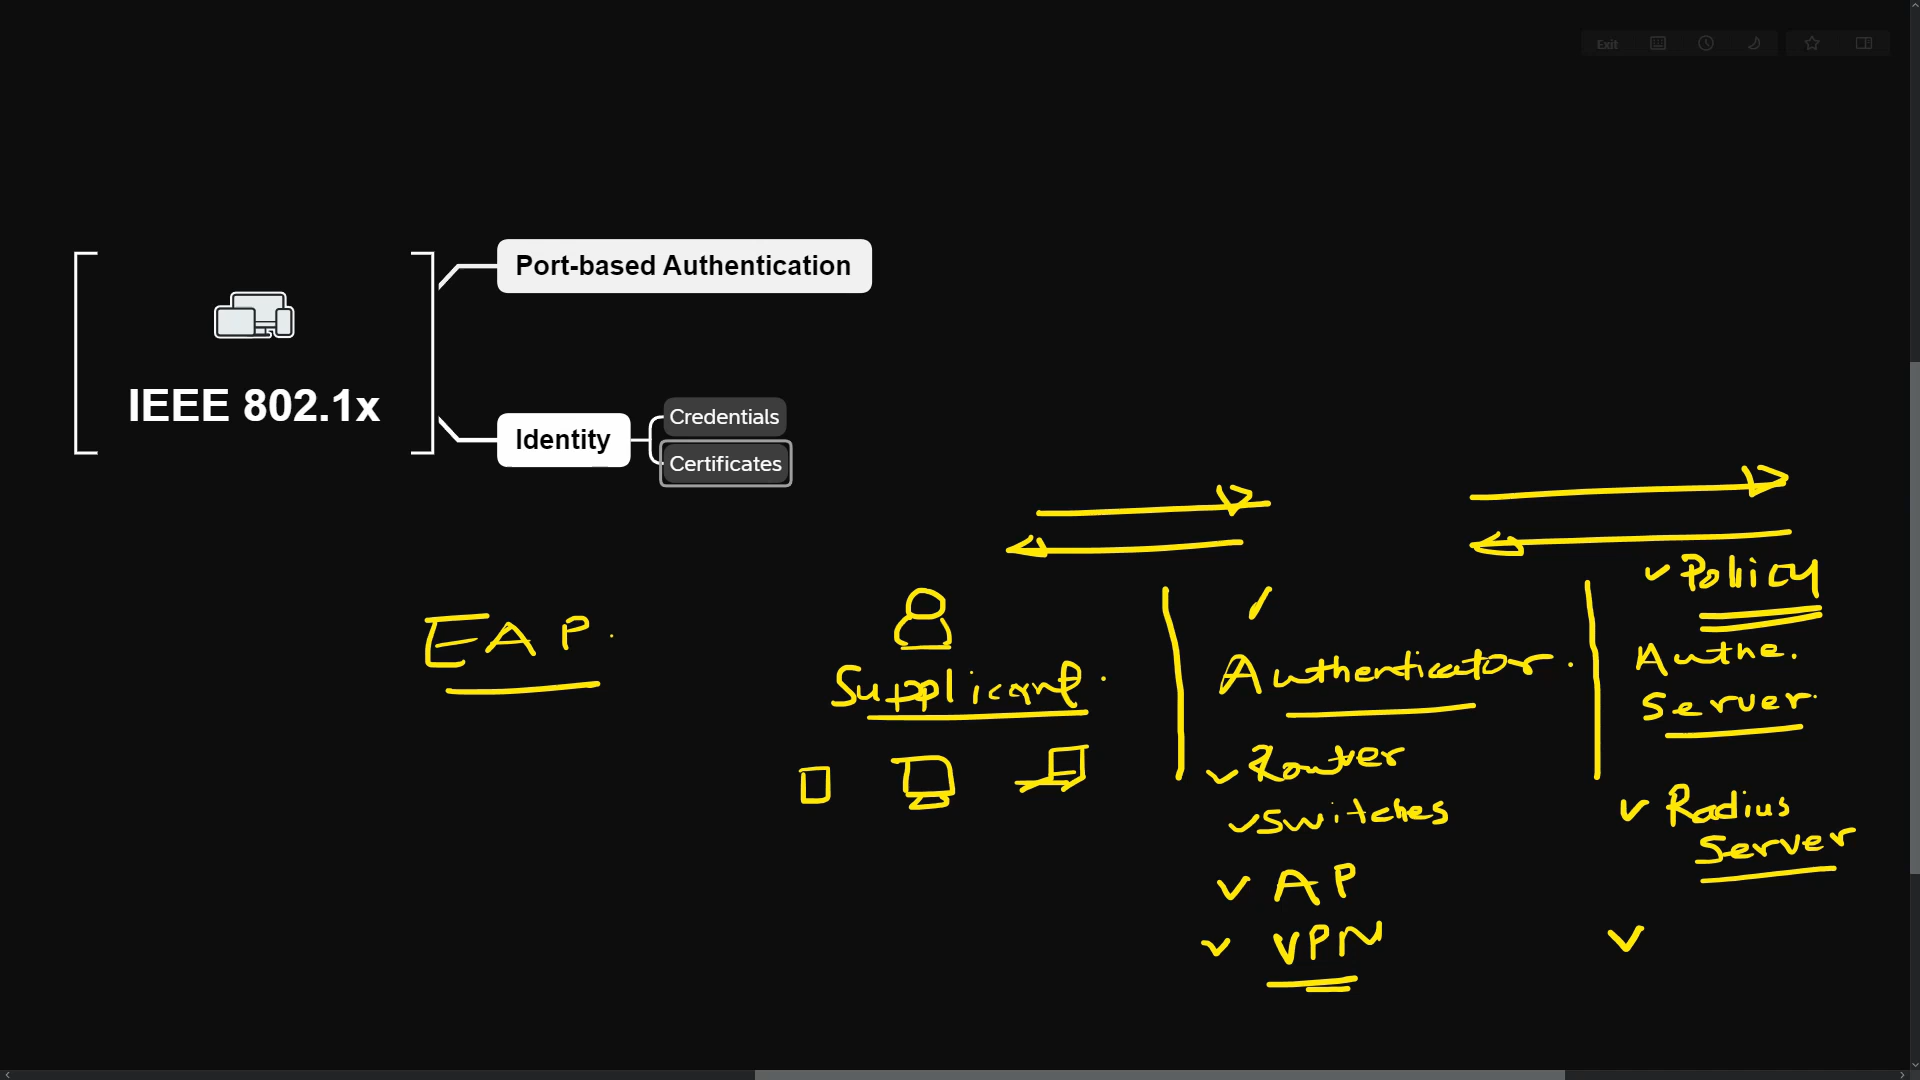 Exit
Port-based Authentication
IEEE 802.1x
Identity
Credentials
Certificates
EAP.
Supplicant.
Authenticator.
Router
Switches
AP
VPN
Policy
Authe.
Server.
Radius
Server